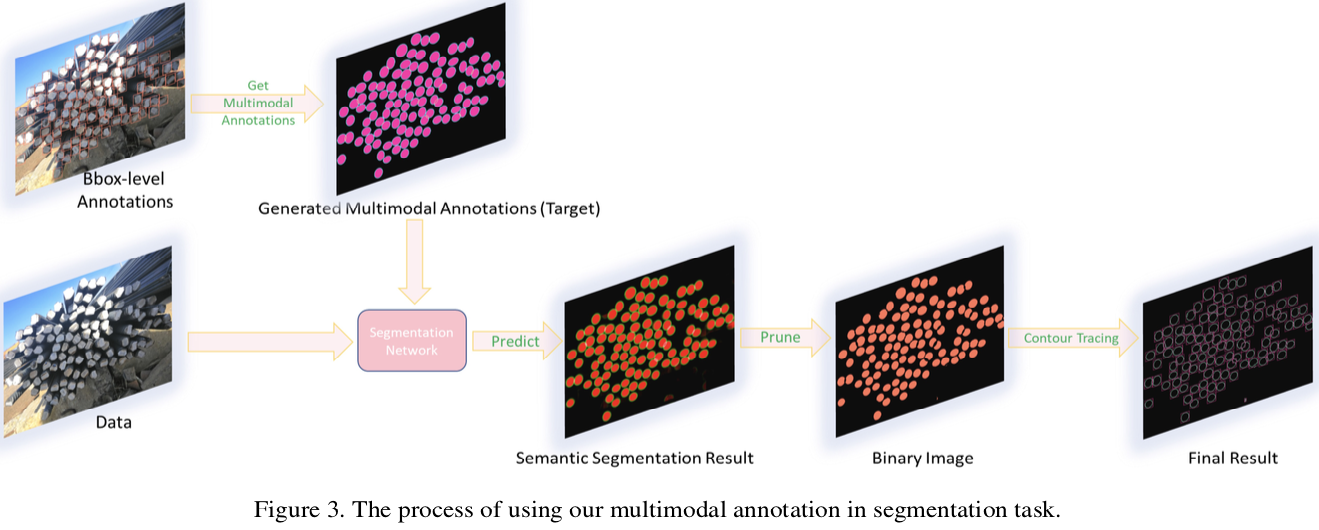 Get
Multimodal
Annotations
Bbox-level
Annotations
Generated Multimodal Annotations (Target)
Segmentation
Network
Predict
Prune
Contour Tracing
Data
Semantic Segmentation Result
Binary Image
Final Result
Figure 3. The process of using our multimodal annotation in segmentation task.